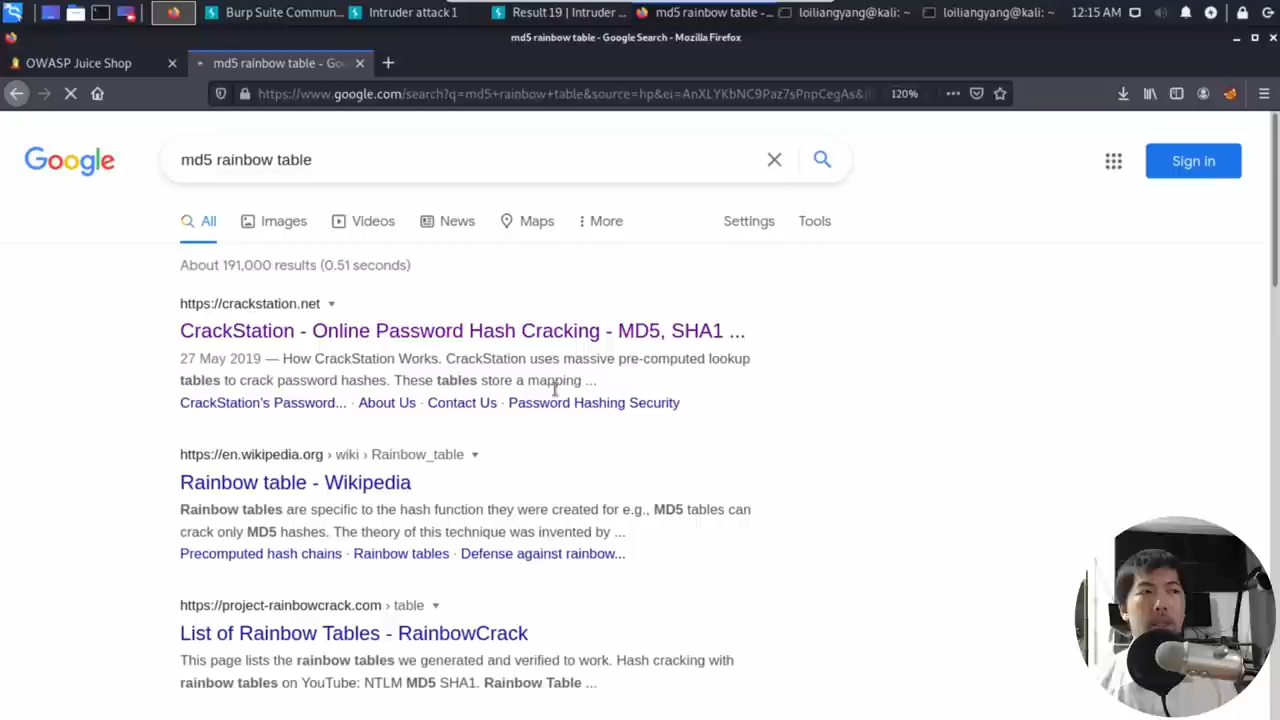 Burp Suite Commun...
Intruder attack 1
Result 19 | Intruder ...
md5 rainbow table -...
loiliangyang@kali: ~
loiliangyang@kali: ~
12:15 AM
md5 rainbow table - Google Search - Mozilla Firefox
OWASP Juice Shop
md5 rainbow table - Goo
https://www.google.com/search?q=md5+rainbow+table&source=hp&ei=AnXLYKbNC9Paz7sPnpCegAs&
120%
Google
md5 rainbow table
Sign in
All
Images
Videos
News
Maps
More
Settings
Tools
About 191,000 results (0.51 seconds)
https://crackstation.net
CrackStation - Online Password Hash Cracking - MD5, SHA1 ...
27 May 2019 — How CrackStation Works. CrackStation uses massive pre-computed lookup
tables to crack password hashes. These tables store a mapping ...
CrackStation's Password... · About Us · Contact Us · Password Hashing Security
https://en.wikipedia.org › wiki › Rainbow_table
Rainbow table - Wikipedia
Rainbow tables are specific to the hash function they were created for e.g., MD5 tables can
crack only MD5 hashes. The theory of this technique was invented by ...
Precomputed hash chains · Rainbow tables · Defense against rainbow...
https://project-rainbowcrack.com › table
List of Rainbow Tables - RainbowCrack
This page lists the rainbow tables we generated and verified to work. Hash cracking with
rainbow tables on YouTube: NTLM MD5 SHA1. Rainbow Table ...